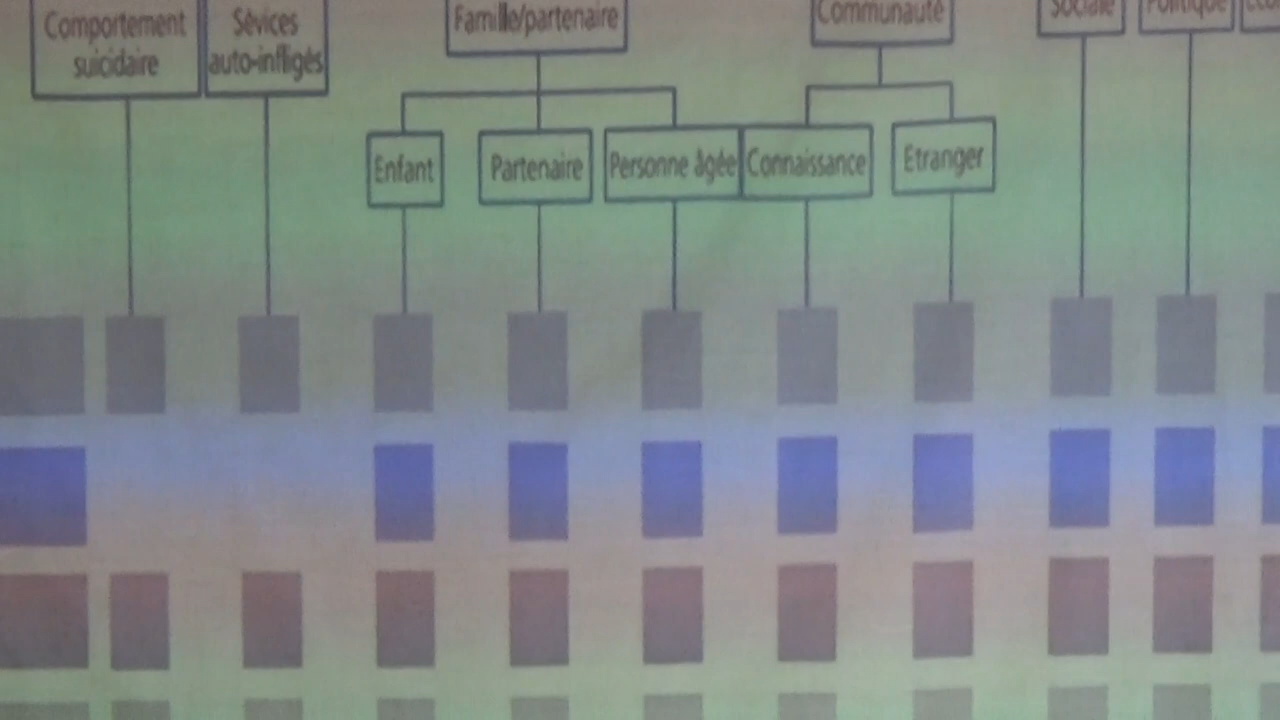 Comportement
suicidaire
Sévices
auto-infligés
Famille/partenaire
Communauté
Sociale
Politique
Enfant
Partenaire
Personne âgée
Connaissance
Etranger